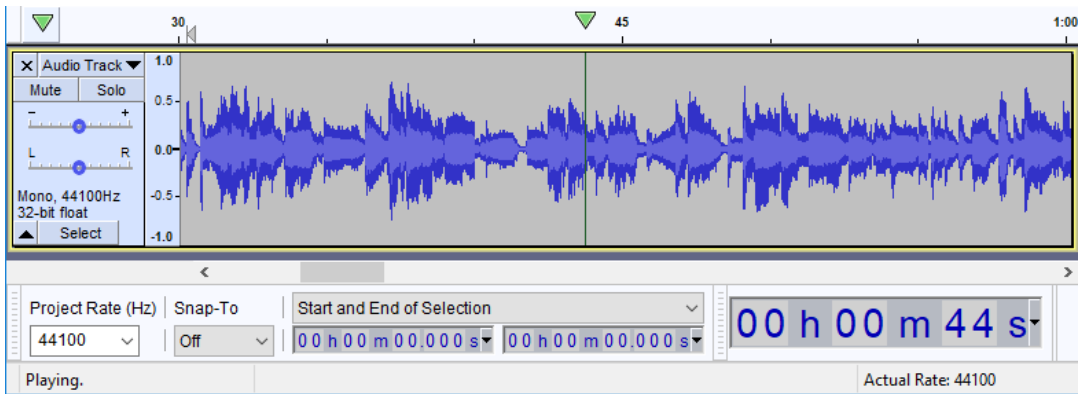 30 45 1:00
X Audio Track 1.0
Mute Solo
0.5
- +
L R
0.0
Mono, 44100Hz
32-bit float
-0.5
Select
-1.0
Project Rate (Hz) Snap-To Start and End of Selection
44100 Off 00 h 00 m 00.000 s 00 h 00 m 00.000 s 00 h 00 m 44 s
Playing. Actual Rate: 44100